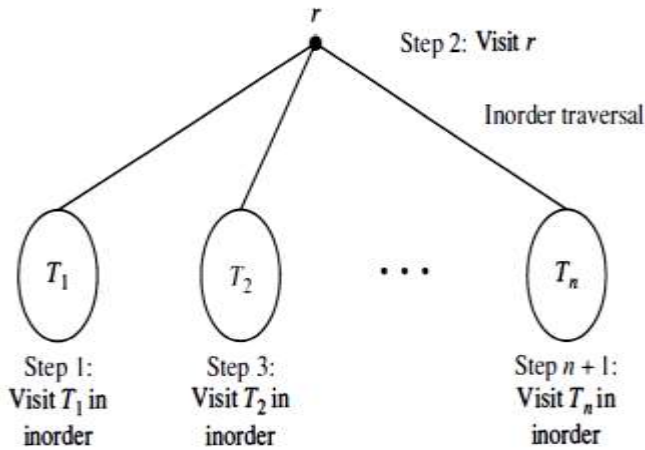 r
Step 2: Visit r
Inorder traversal
T1
T2
• • •
Tn
Step 1:
Visit T1 in
inorder
Step 3:
Visit T2 in
inorder
Step n + 1:
Visit Tn in
inorder